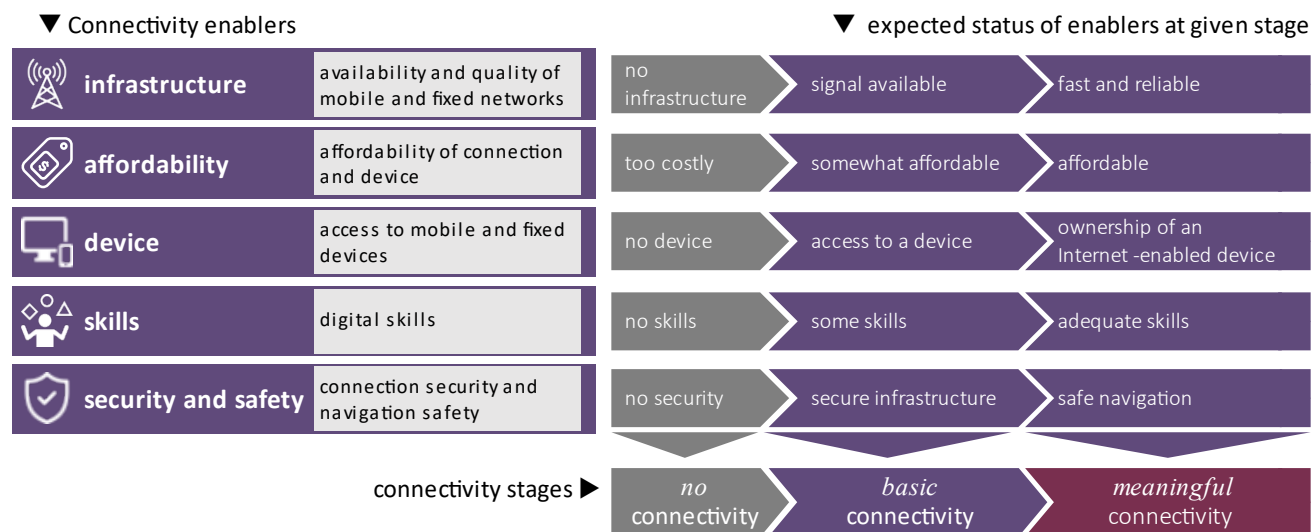 ▼ Connectivity enablers
▼ expected status of enablers at given stage
infrastructure
availability and quality of
mobile and fixed networks
no
infrastructure
signal available
fast and reliable
affordability
affordability of connection
and device
too costly
somewhat affordable
affordable
device
access to mobile and fixed
devices
no device
access to a device
ownership of an
Internet -enabled device
skills
digital skills
no skills
some skills
adequate skills
security and safety
connection security and
navigation safety
no security
secure infrastructure
safe navigation
connectivity stages ▶
no
connectivity
basic
connectivity
meaningful
connectivity